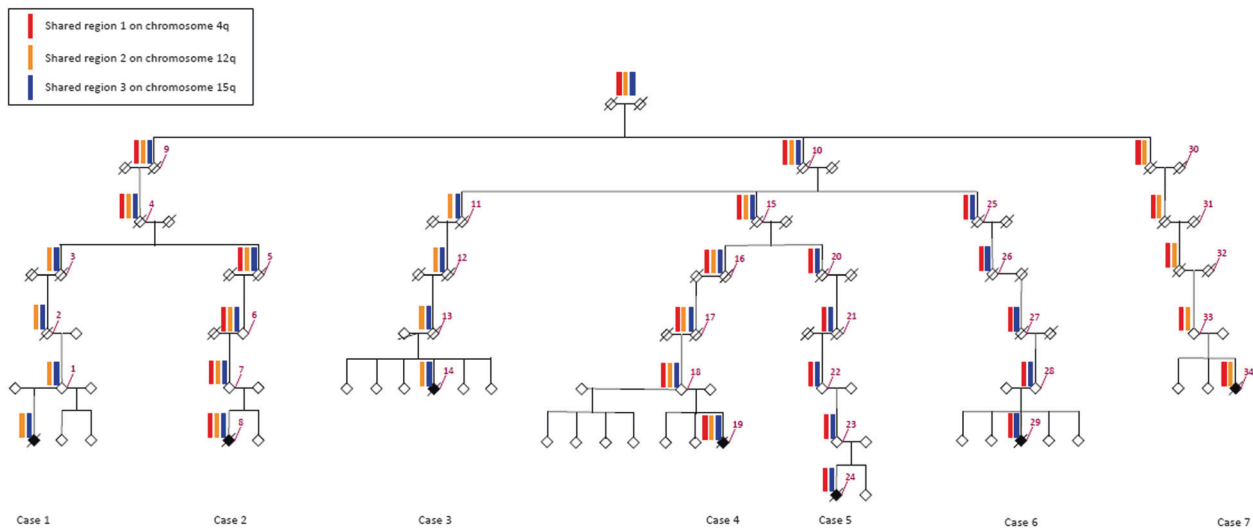 Shared region 1 on chromosome 4q
Shared region 2 on chromosome 12q
Shared region 3 on chromosome 15q
9 10 30
4 11 15 25 31
3 5 12 16 20 26 32
2 6 13 17 21 27 33
1 7 14 18 22 28 34
8 19 23 29
24
Case 1 Case 2 Case 3 Case 4 Case 5 Case 6 Case 7